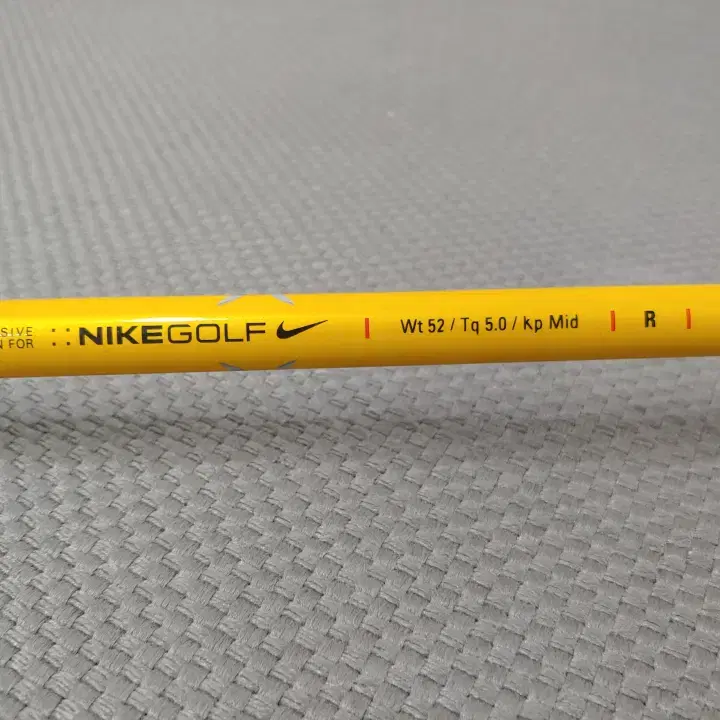 SIVE
N FOR
:: NIKEGOLF
| Wt 52 / Tq 5.0 / kp Mid | R |